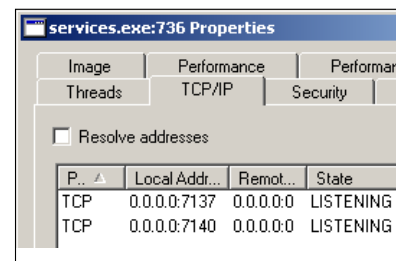 services.exe:736 Properties
Image Performance
Threads TCP/IP Security
Resolve addresses
P.. Local Addr... Remot... State
TCP 0.0.0.0:7137 0.0.0.0:0 LISTENING
TCP 0.0.0.0:7140 0.0.0.0:0 LISTENING